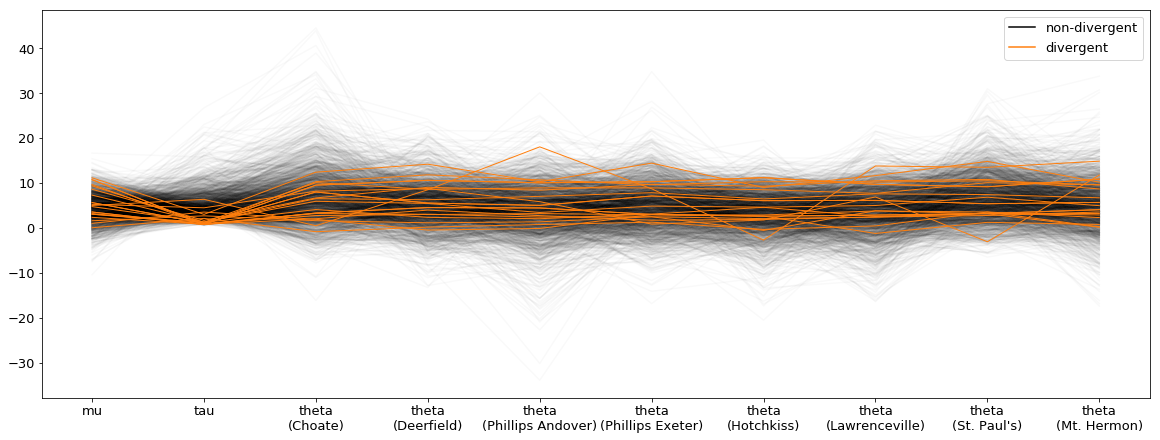 non-divergent
divergent
40
30
20
10
0
−10
−20
−30
mu
tau
theta
(Choate)
theta
(Deerfield)
theta
(Phillips Andover)
theta
(Phillips Exeter)
theta
(Hotchkiss)
theta
(Lawrenceville)
theta
(St. Paul's)
theta
(Mt. Hermon)